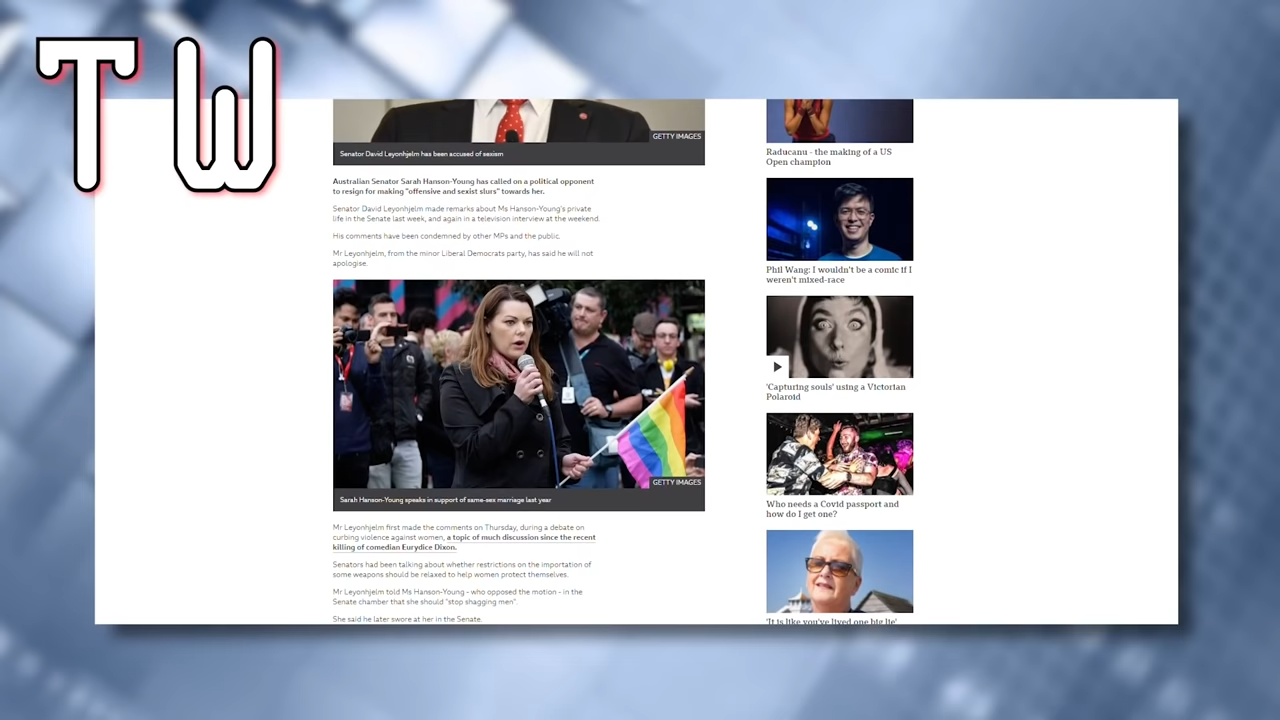 T W
GETTY IMAGES
Senator David Leyonhjelm has been accused of sexism
Australian Senator Sarah Hanson-Young has called on a political opponent
to resign for making "offensive and sexist slurs" towards her.
Senator David Leyonhjelm made remarks about Ms Hanson-Young's private
life in the Senate last week, and again in a television interview at the weekend.
His comments have been condemned by other MPs and the public.
Mr Leyonhjelm, from the minor Liberal Democrats party, has said he will not
apologise.
GETTY IMAGES
Sarah Hanson-Young speaks in support of same-sex marriage last year
Mr Leyonhjelm first made the comments on Thursday, during a debate on
curbing violence against women, a topic of much discussion since the recent
killing of comedian Eurydice Dixon.
Senators had been talking about whether restrictions on the importation of
some weapons should be relaxed to help women protect themselves.
Mr Leyonhjelm told Ms Hanson-Young - who opposed the motion - in the
Senate chamber that she should "stop shagging men".
She said he later swore at her in the Senate.
Raducanu - the making of a US
Open champion
Phil Wang: I wouldn't be a comic if I
weren't mixed-race
'Capturing souls' using a Victorian
Polaroid
Who needs a Covid passport and
how do I get one?
'It is like you've lived one big lie'